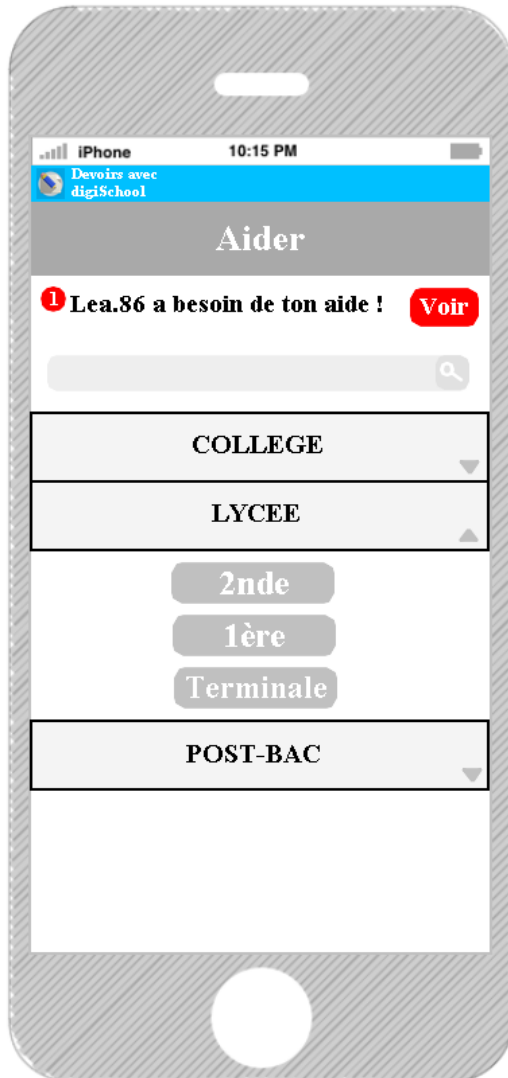 iPhone 10:15 PM
Devoirs avec
digiSchool
Aider
1 Lea.86 a besoin de ton aide ! Voir
COLLEGE
LYCEE
2nde
1ère
Terminale
POST-BAC